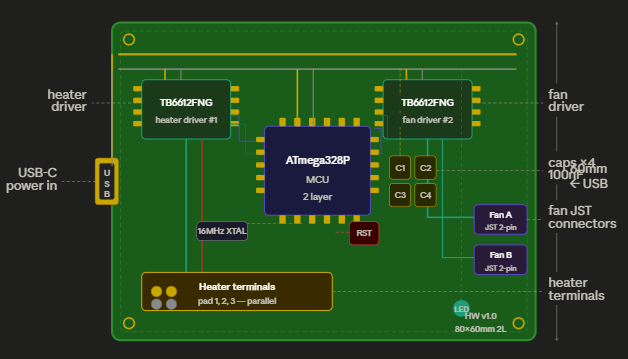 heater
driver
TB6612FNG
heater driver #1
TB6612FNG
fan driver #2
fan
driver
ATmega328P
MCU
2 layer
C1
C2
C3
C4
caps ×4
100nF
60mm
← USB
USB-C
power in
USB
16MHz XTAL
RST
Fan A
JST 2-pin
fan JST
connectors
Fan B
JST 2-pin
Heater terminals
pad 1, 2, 3 — parallel
heater
terminals
LED
HW v1.0
80×60mm 2L